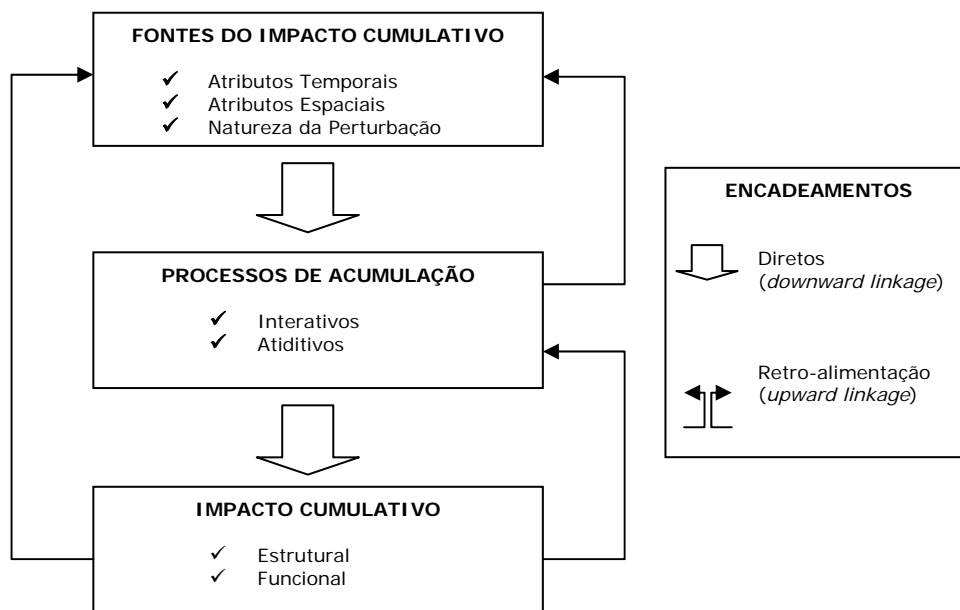 FONTES DO IMPACTO CUMULATIVO
✓ Atributos Temporais
✓ Atributos Espaciais
✓ Natureza da Perturbação
PROCESSOS DE ACUMULAÇÃO
✓ Interativos
✓ Atiditivos
IMPACTO CUMULATIVO
✓ Estrutural
✓ Funcional
ENCADEAMENTOS
Diretos
(downward linkage)
Retro-alimentação
(upward linkage)